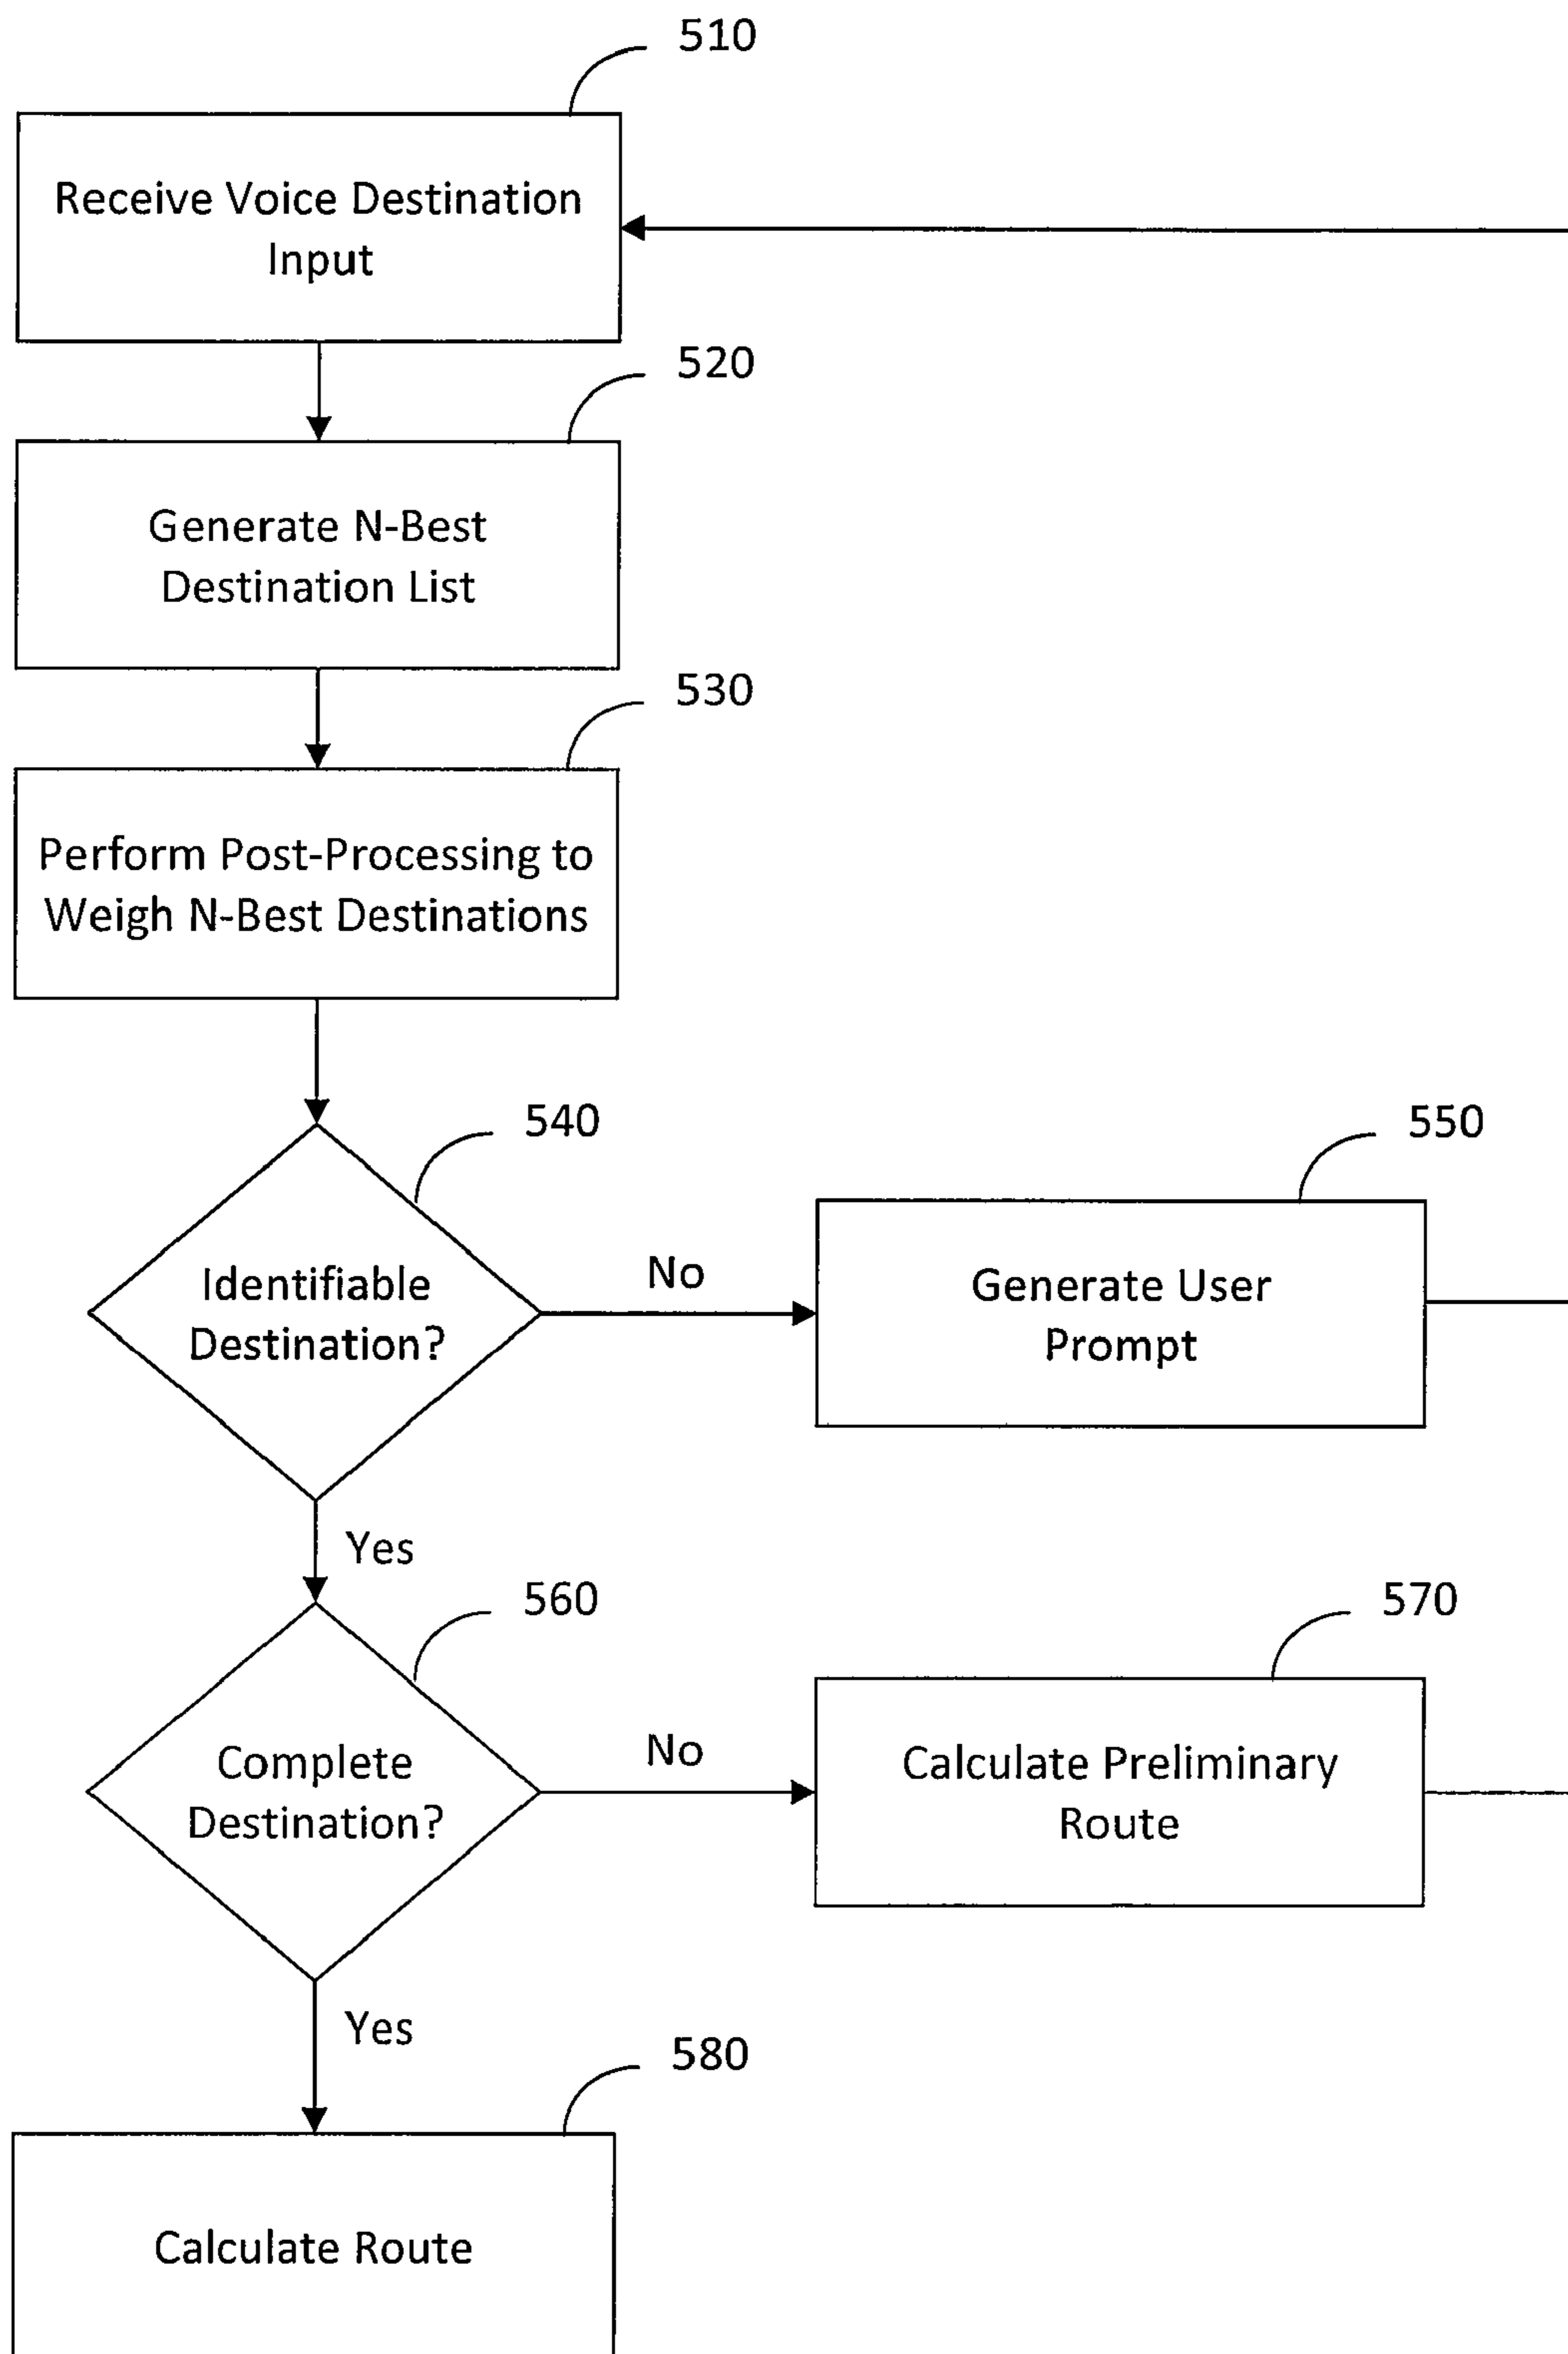 510
Receive Voice Destination
Input
520
Generate N-Best
Destination List
530
Perform Post-Processing to
Weigh N-Best Destinations
540
Identifiable
Destination?
No
550
Generate User
Prompt
Yes
560
Complete
Destination?
No
570
Calculate Preliminary
Route
Yes
580
Calculate Route